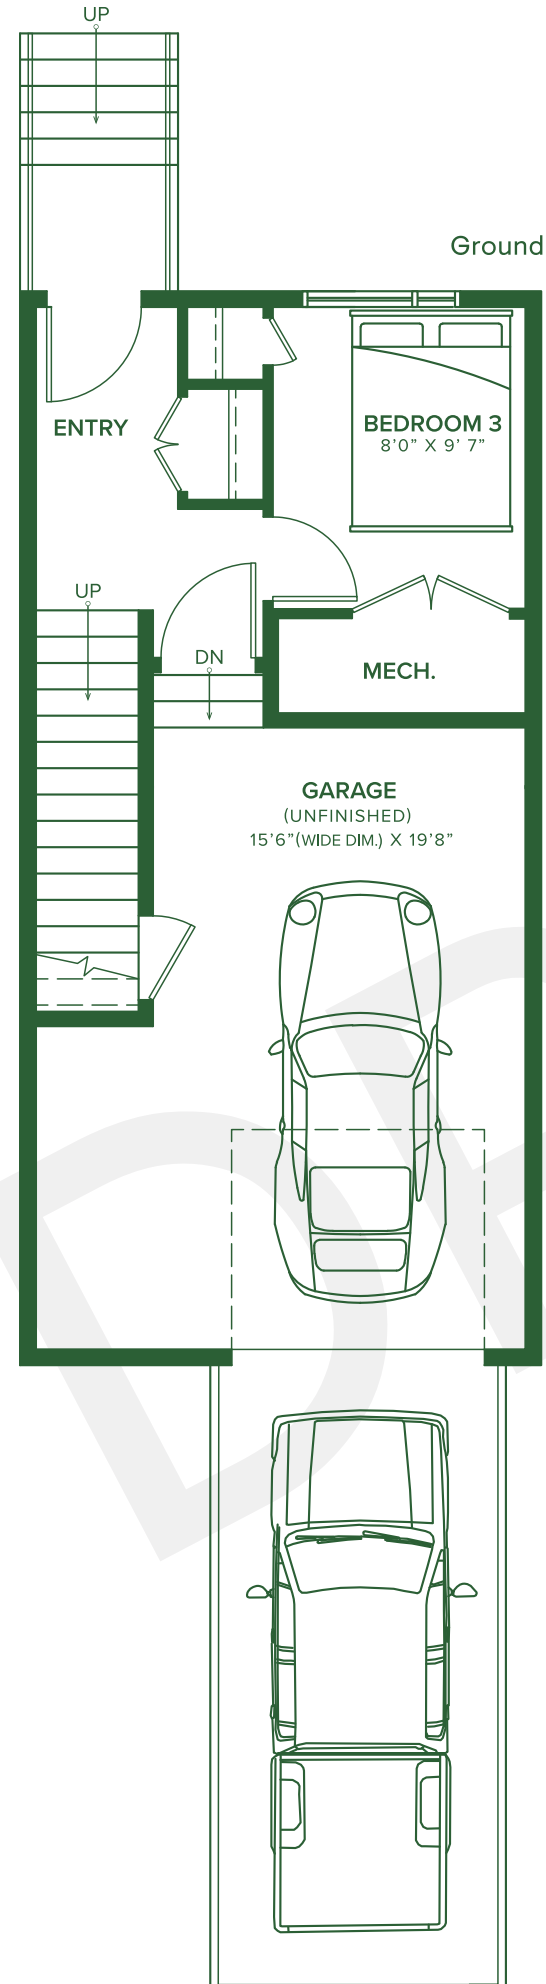 UP
Ground
ENTRY
BEDROOM 3
8'0” X 9' 7”
UP
DN
MECH.
GARAGE
(UNFINISHED)
15'6”(WIDE DIM.) X 19'8”